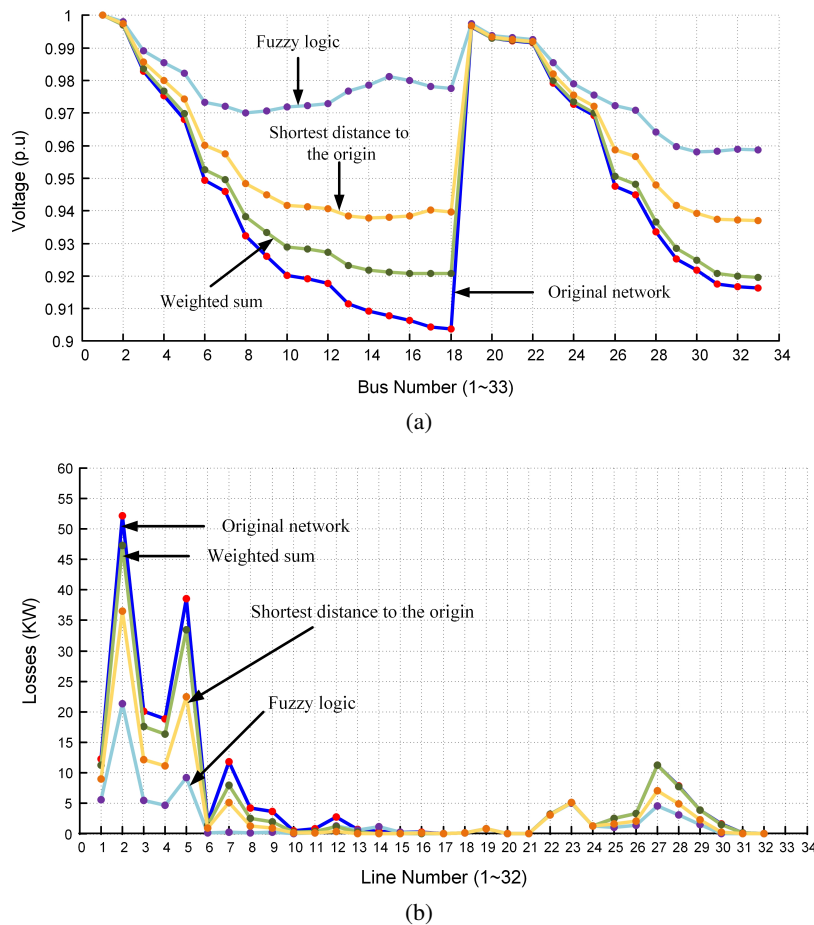 1
0.99
0.98
0.97
0.96
0.95
0.94
0.93
0.92
0.91
0.9
Voltage (p.u)
Fuzzy logic
Shortest distance to
the origin
Weighted sum
Original network
0 2 4 6 8 10 12 14 16 18 20 22 24 26 28 30 32 34
Bus Number (1~33)
(a)
60
55
50
45
40
35
30
25
20
15
10
5
0
Losses (KW)
Original network
Weighted sum
Shortest distance to the origin
Fuzzy logic
0 1 2 3 4 5 6 7 8 9 10 11 12 13 14 15 16 17 18 19 20 21 22 23 24 25 26 27 28 29 30 31 32 33 34
Line Number (1~32)
(b)